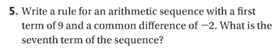 5. Write a rule for an arithmetic sequence with a first
term of 9 and a common difference of −2. What is the
seventh term of the sequence?